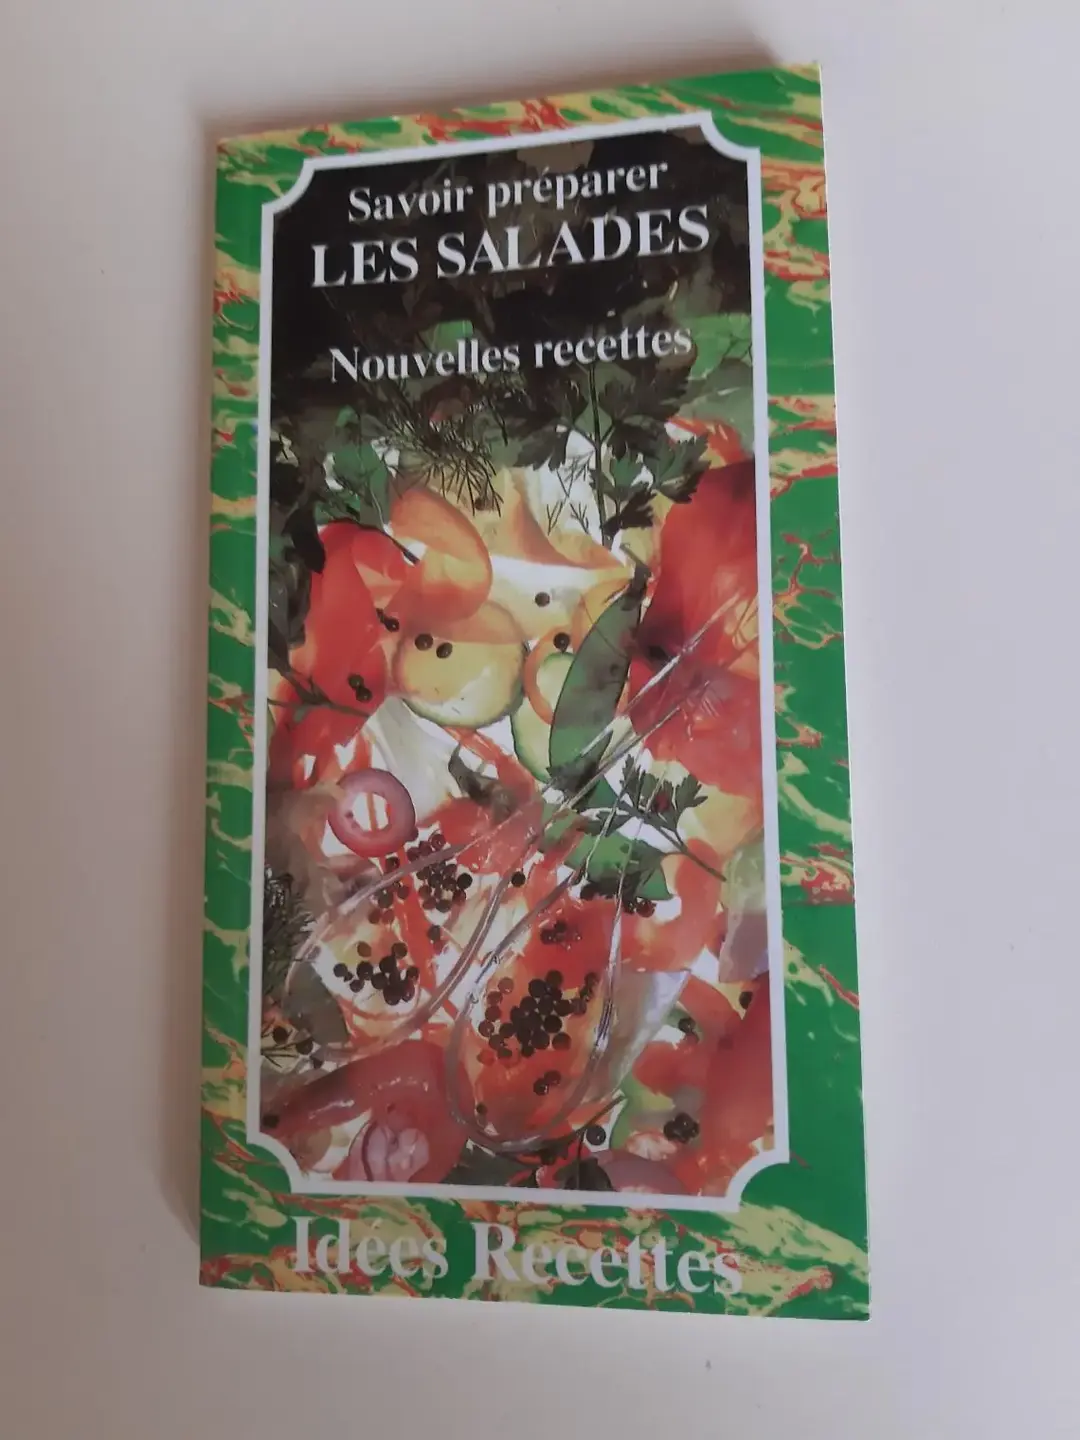 Savoir préparer
LES SALADES
Nouvelles recettes
Idées Recettes